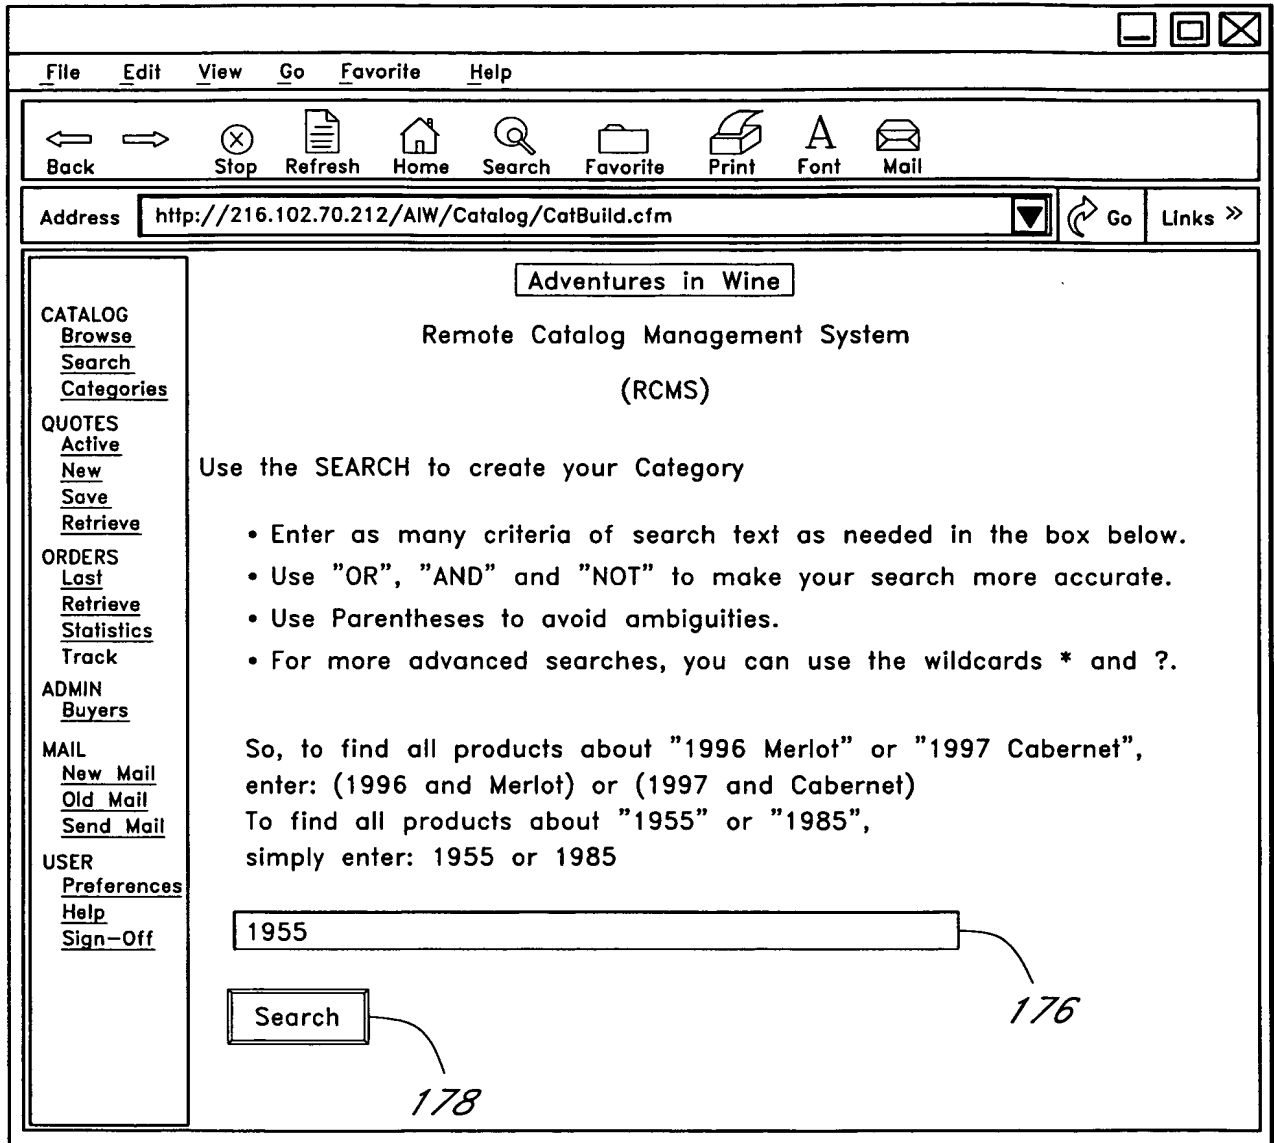 File Edit View Go Favorite Help
Back Stop Refresh Home Search Favorite Print A Font Mail
Address http://216.102.70.212/AIW/Catalog/CatBuild.cfm Go Links »
CATALOG
Browse
Search
Categories
QUOTES
Active
New
Save
Retrieve
ORDERS
Last
Retrieve
Statistics
Track
ADMIN
Buyers
MAIL
New Mail
Old Mail
Send Mail
USER
Preferences
Help
Sign-Off
Adventures in Wine
Remote Catalog Management System
(RCMS)
Use the SEARCH to create your Category
• Enter as many criteria of search text as needed in the box below.
• Use "OR", "AND" and "NOT" to make your search more accurate.
• Use Parentheses to avoid ambiguities.
• For more advanced searches, you can use the wildcards * and ?.
So, to find all products about "1996 Merlot" or "1997 Cabernet",
enter: (1996 and Merlot) or (1997 and Cabernet)
To find all products about "1955" or "1985",
simply enter: 1955 or 1985
1955
176
Search
178